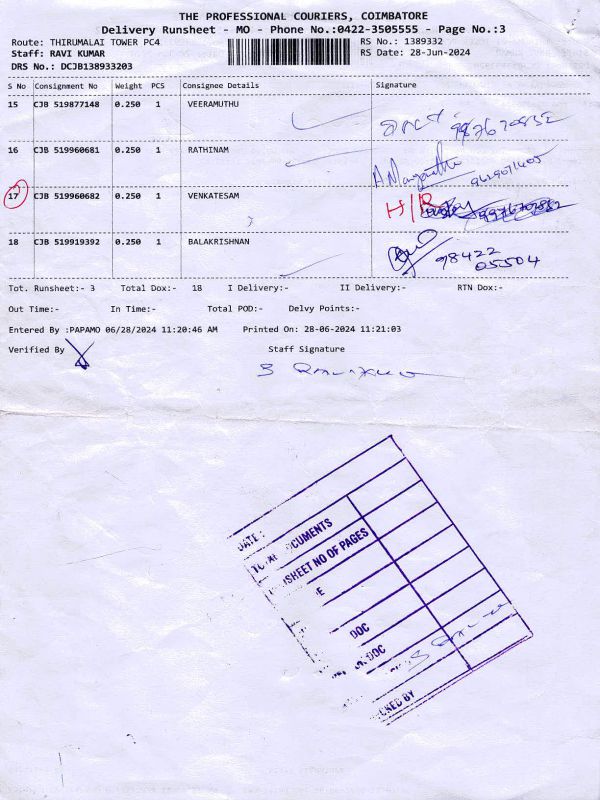 THE PROFESSIONAL COURIERS, COIMBATORE
Delivery Runsheet - MO - Phone No.:0422-3505555 - Page No.:3
Route: THIRUMALAI TOWER PC4 RS No.: 1389332
Staff: RAVI KUMAR RS Date: 28-Jun-2024
DRS No.: DCJB138933203
S No Consignment No Weight PCS Consignee Details Signature
15 CJB 519877148 0.250 1 VEERAMUTHU
16 CJB 519960681 0.250 1 RATHINAM
17 CJB 519960682 0.250 1 VENKATESAM
18 CJB 519919392 0.250 1 BALAKRISHNAN
98422
05504
Tot. Runsheet:- 3 Total Dox:- 18 I Delivery:- II Delivery:- RTN Dox:-
Out Time:- In Time:- Total POD:- Delvy Points:-
Entered By :PAPAMO 06/28/2024 11:20:46 AM Printed On: 28-06-2024 11:21:03
Verified By Staff Signature
DATE :
DOCUMENTS
SHEET NO OF PAGES
DOC
DOC
BY